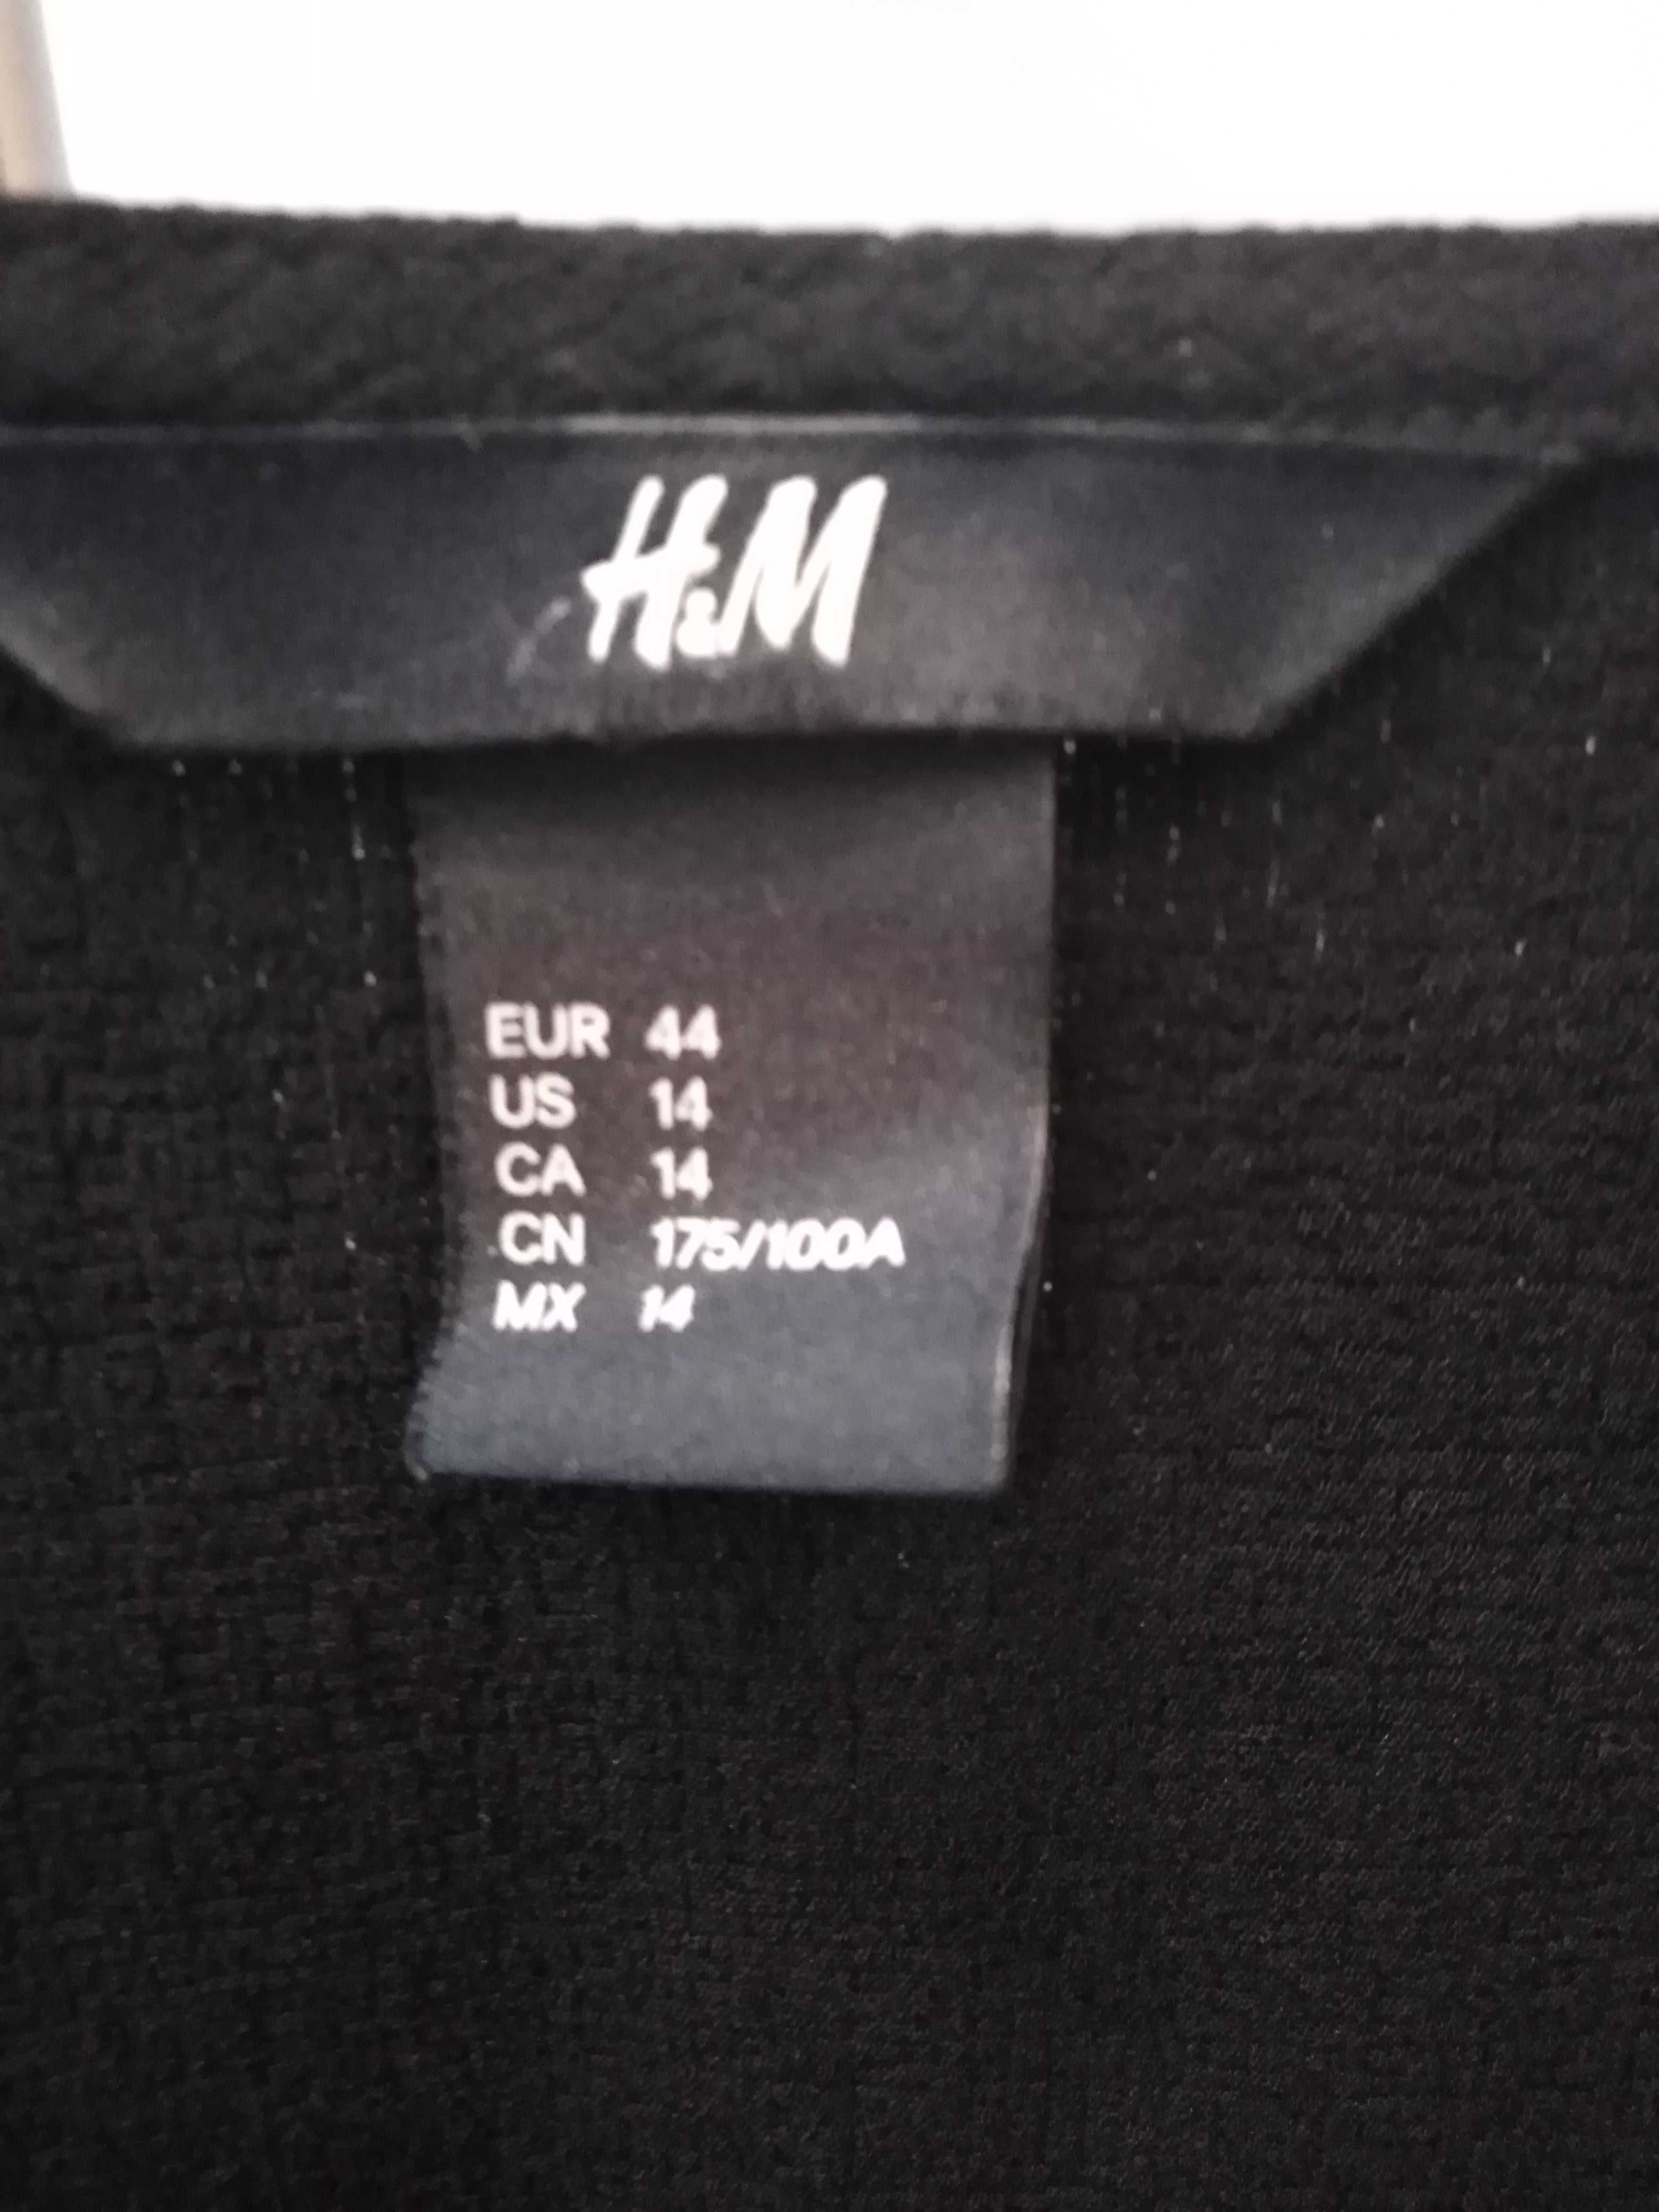 H&M
EUR 44
US 14
CA 14
CN 175/100A
MX 14